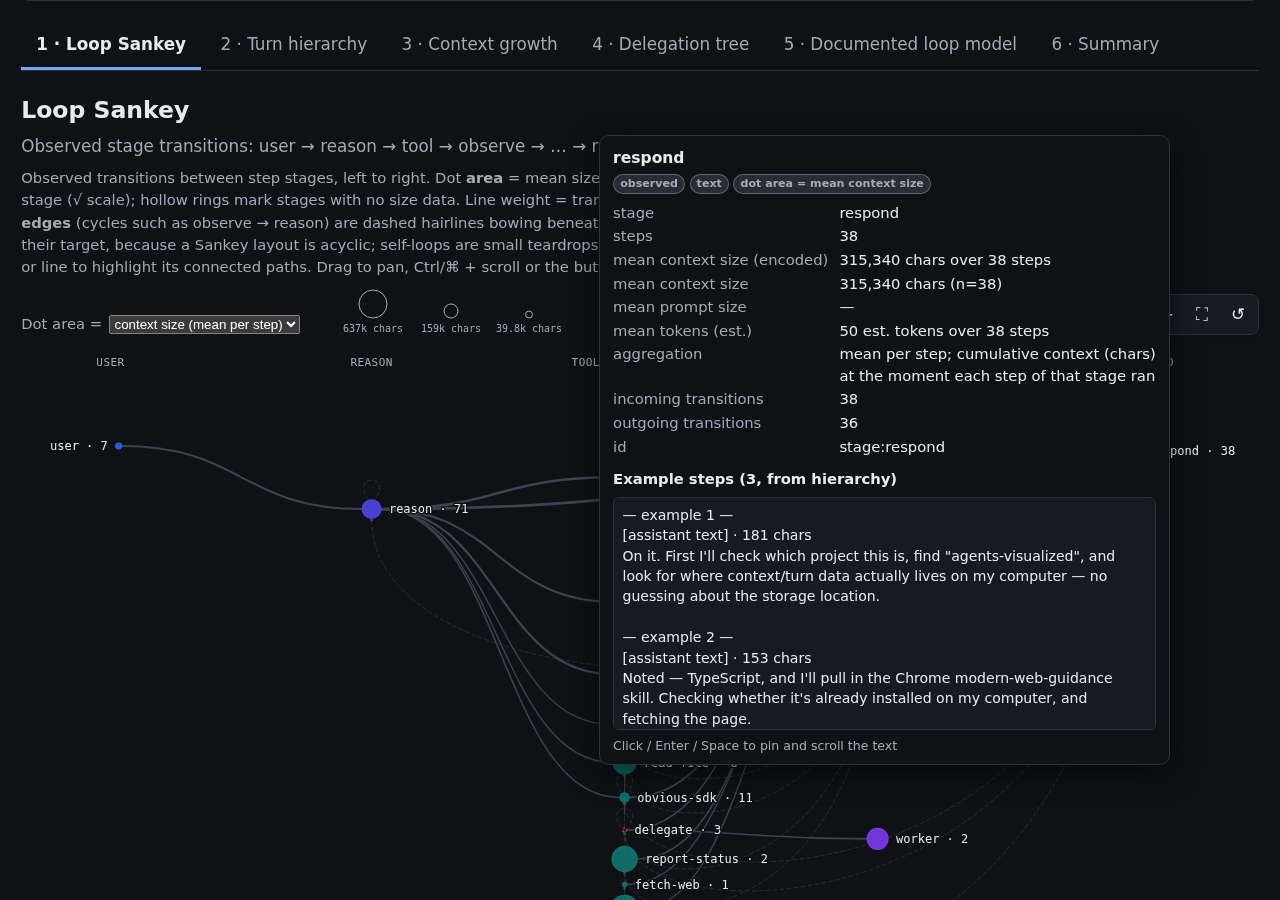 1 · Loop Sankey
2 · Turn hierarchy
3 · Context growth
4 · Delegation tree
5 · Documented loop model
6 · Summary
Loop Sankey
Observed stage transitions: user → reason → tool → observe → … → r
Observed transitions between step stages, left to right. Dot area = mean size
stage (√ scale); hollow rings mark stages with no size data. Line weight =
edges (cycles such as observe → reason) are dashed hairlines bowing
their target, because a Sankey layout is acyclic; self-loops are small teardrops
or line to highlight its connected paths. Drag to pan, Ctrl/⌘ + scroll or the
Dot area =
context size (mean per step)
637k chars
159k chars
39.8k chars
↺
USER
REASON
TOOL
user · 7
reason · 71
respond
observed
text
dot area = mean context size
stage respond
steps 38
mean context size (encoded) 315,340 chars over 38 steps
mean context size 315,340 chars (n=38)
mean prompt size —
mean tokens (est.) 50 est. tokens over 38 steps
aggregation mean per step; cumulative context (chars)
at the moment each step of that stage ran
incoming transitions 38
outgoing transitions 36
id stage:respond
Example steps (3, from hierarchy)
— example 1 —
[assistant text] · 181 chars
On it. First I'll check which project this is, find "agents-visualized", and
look for where context/turn data actually lives on my computer — no
guessing about the storage location.
— example 2 —
[assistant text] · 153 chars
Noted — TypeScript, and I'll pull in the Chrome modern-web-guidance
skill. Checking whether it's already installed on my computer, and
fetching the page.
Click / Enter / Space to pin and scroll the text
pond · 38
obvious-sdk · 11
delegate · 3
worker · 2
report-status · 2
fetch-web · 1